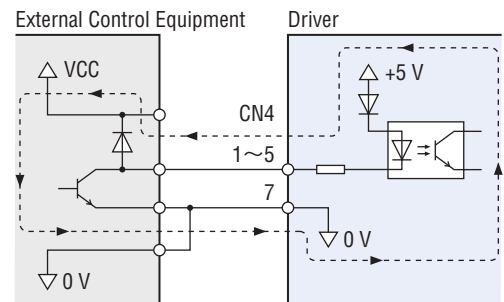 External Control Equipment
Driver
VCC
+5 V
CN4
1～5
7
0 V
0 V